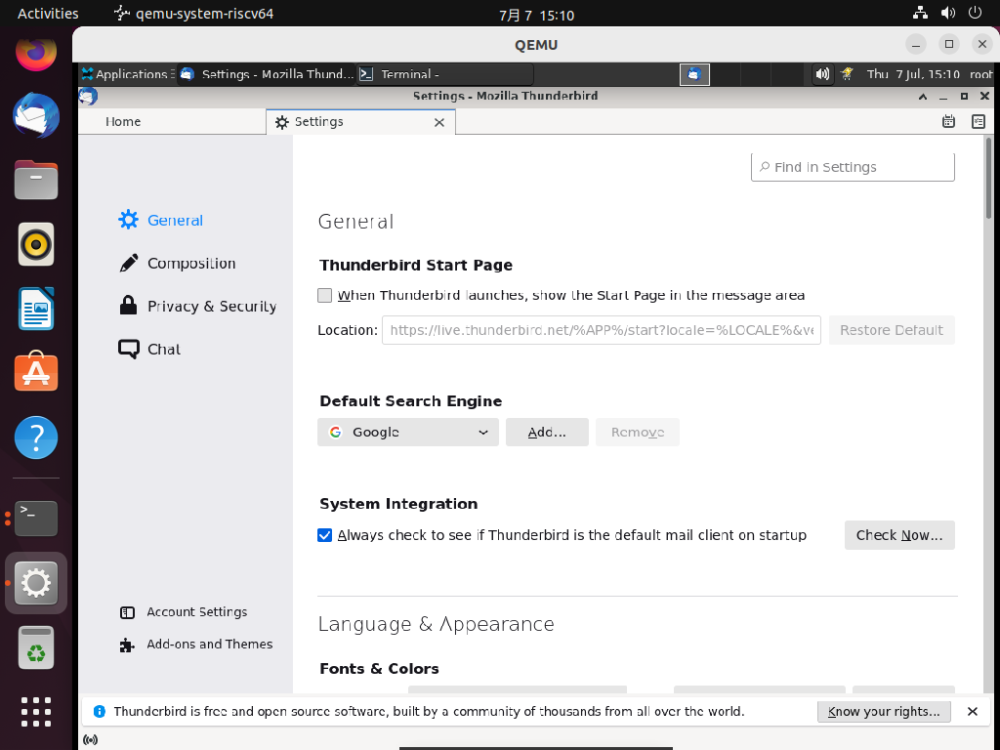 Activities qemu-system-riscv64 7月 7 15:10
QEMU
Applications Settings - Mozilla Thund... Terminal - Thu 7 Jul, 15:10 root
Settings - Mozilla Thunderbird
Home Settings
Find in Settings
General
General
Thunderbird Start Page
Composition
When Thunderbird launches, show the Start Page in the message area
Privacy & Security
Location: https://live.thunderbird.net/%APP%/start?locale=%LOCALE%&ve Restore Default
Chat
Default Search Engine
Google Add... Remove
System Integration
Always check to see if Thunderbird is the default mail client on startup Check Now...
Account Settings
Language & Appearance
Add-ons and Themes
Fonts & Colors
Thunderbird is free and open source software, built by a community of thousands from all over the world. Know your rights...